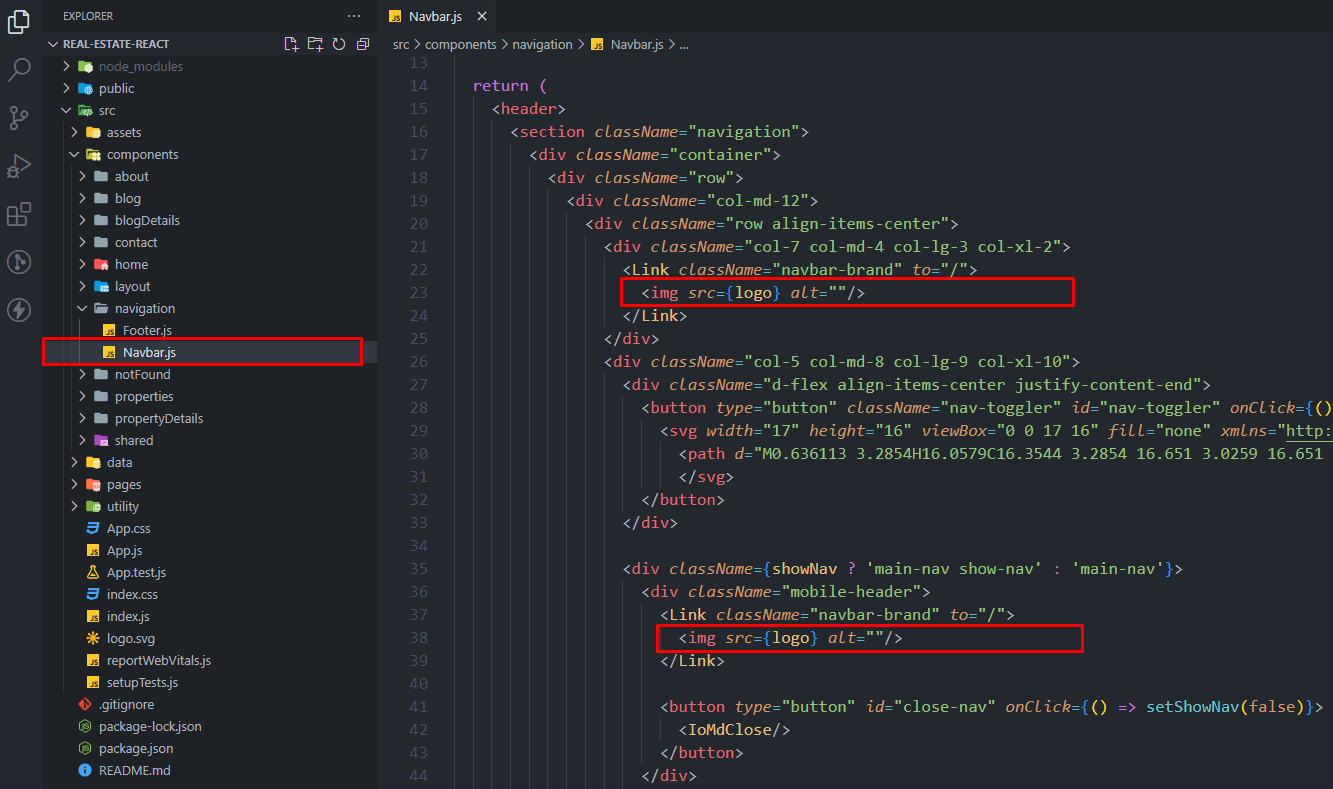 EXPLORER
REAL-ESTATE-REACT
node_modules
public
src
assets
components
about
blog
blogDetails
contact
home
layout
navigation
Footer.js
Navbar.js
notFound
properties
propertyDetails
shared
data
pages
utility
App.css
App.js
App.test.js
index.css
index.js
logo.svg
reportWebVitals.js
setupTests.js
.gitignore
package-lock.json
package.json
README.md
Navbar.js
src > components > navigation > Navbar.js > ...
13
14 return (
15 <header>
16 <section className="navigation">
17 <div className="container">
18 <div className="row">
19 <div className="col-md-12">
20 <div className="row align-items-center">
21 <div className="col-7 col-md-4 col-lg-3 col-xl-2">
22 <Link className="navbar-brand" to="/">
23 <img src={logo} alt=""/>
24 </Link>
25 </div>
26 <div className="col-5 col-md-8 col-lg-9 col-xl-10">
27 <div className="d-flex align-items-center justify-content-end">
28 <button type="button" className="nav-toggler" id="nav-toggler" onClick={()
29 <svg width="17" height="16" viewBox="0 0 17 16" fill="none" xmlns="http:
30 <path d="M0.636113 3.2854H16.0579C16.3544 3.2854 16.651 3.0259 16.651
31 </svg>
32 </button>
33 </div>
34
35 <div className={showNav ? 'main-nav show-nav' : 'main-nav'}>
36 <div className="mobile-header">
37 <Link className="navbar-brand" to="/">
38 <img src={logo} alt=""/>
39 </Link>
40
41 <button type="button" id="close-nav" onClick={() => setShowNav(false)}>
42 <IoMdClose/>
43 </button>
44 </div>